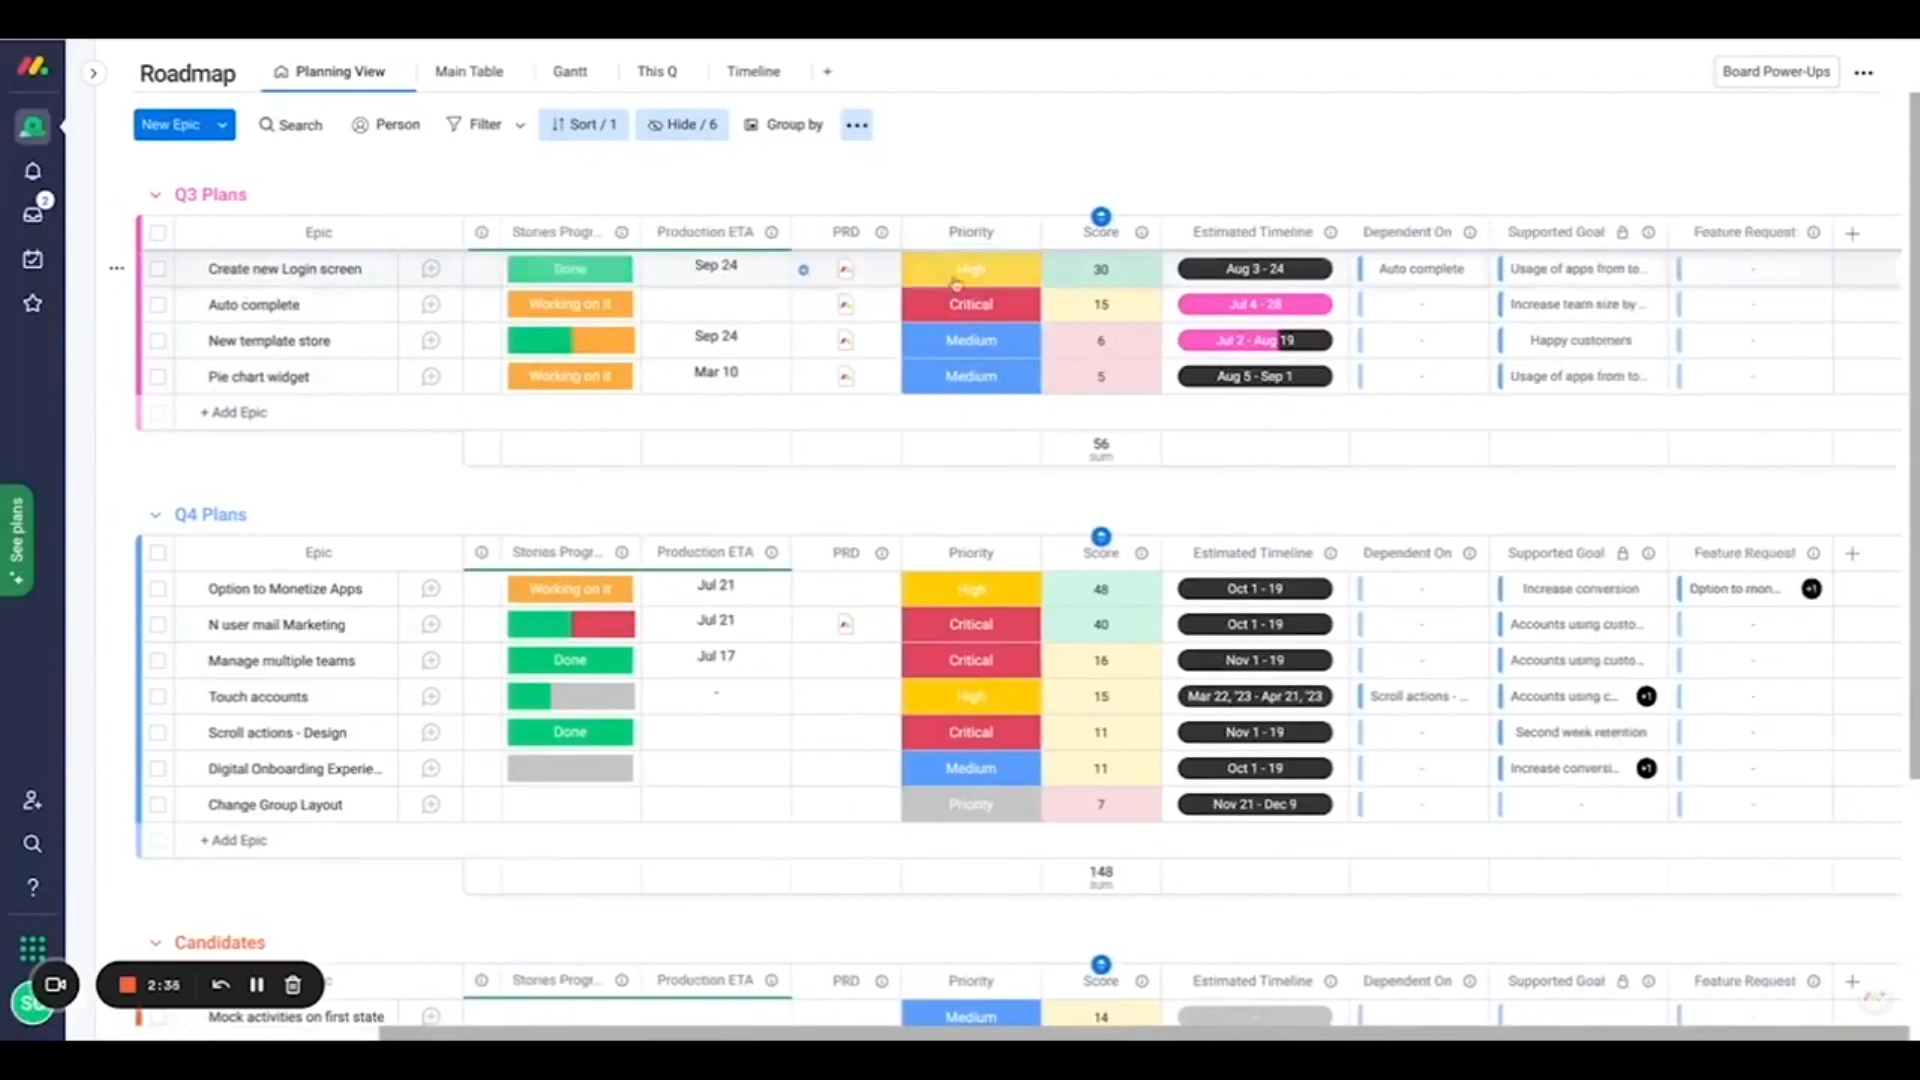 Roadmap Planning View Main Table Gantt This Q Timeline + Board Power-Ups
New Epic Search Person Filter Sort / 1 Hide / 6 Group by
Q3 Plans
Epic Stories Progr... Production ETA PRD Priority Score Estimated Timeline Dependent On Supported Goal Feature Request +
Create new Login screen Done Sep 24 High 30 Aug 3 - 24 Auto complete Usage of apps from to... -
Auto complete Working on it Critical 15 Jul 4 - 28 - Increase team size by ... -
New template store Sep 24 Medium 6 Jul 2 - Aug 19 - Happy customers -
Pie chart widget Working on it Mar 10 Medium 5 Aug 5 - Sep 1 - Usage of apps from to... -
+ Add Epic
56
sum
Q4 Plans
Epic Stories Progr... Production ETA PRD Priority Score Estimated Timeline Dependent On Supported Goal Feature Request +
Option to Monetize Apps Working on it Jul 21 High 48 Oct 1 - 19 - Increase conversion Option to mon... +1
N user mail Marketing Jul 21 Critical 40 Oct 1 - 19 - Accounts using custo... -
Manage multiple teams Done Jul 17 Critical 16 Nov 1 - 19 - Accounts using custo... -
Touch accounts - High 15 Mar 22, '23 - Apr 21, '23 Scroll actions - ... Accounts using c... +1 -
Scroll actions - Design Done Critical 11 Nov 1 - 19 - Second week retention -
Digital Onboarding Experie... Medium 11 Oct 1 - 19 - Increase conversi... +1 -
Change Group Layout Priority 7 Nov 21 - Dec 9 - - -
+ Add Epic
148
sum
Candidates
Stories Progr... Production ETA PRD Priority Score Estimated Timeline Dependent On Supported Goal Feature Request +
Mock activities on first state Medium 14 -
2
See plans
2:36